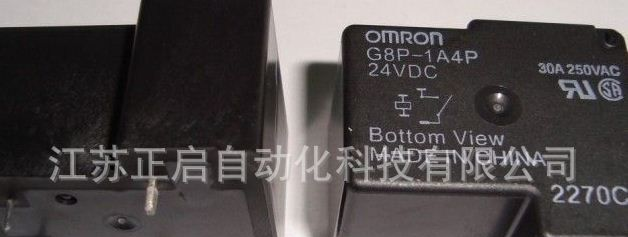 OMRON
G8P-1A4P
24VDC
30A 250VAC
Bottom View
MADE IN CHINA
江苏正启自动化科技有限公司
2270C